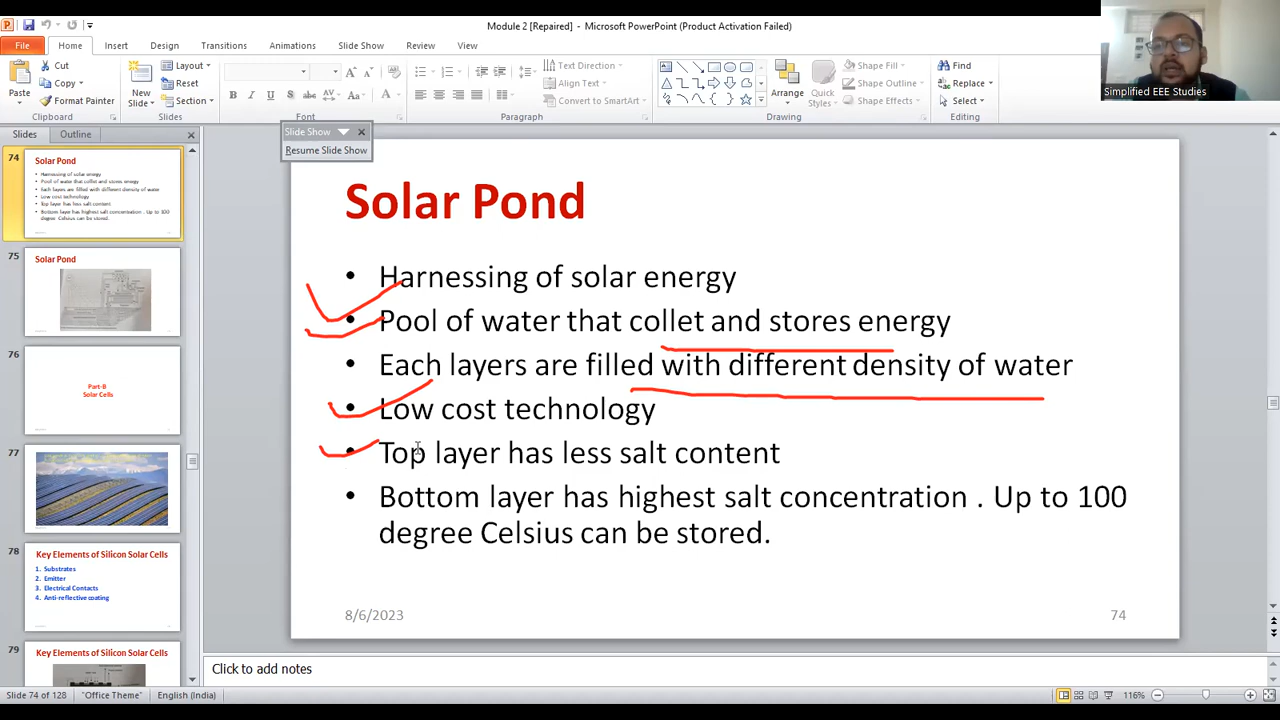 Module 2 [Repaired] - Microsoft PowerPoint (Product Activation Failed)
File Home Insert Design Transitions Animations Slide Show Review View
Simplified EEE Studies
Paste
Cut
Copy
Format Painter
Clipboard
New
Slide
Layout
Reset
Section
Slides
B I U S abc AV Aa A
Font
Text Direction
Align Text
Convert to SmartArt
Paragraph
Arrange
Quick
Styles
Shape Fill
Shape Outline
Shape Effects
Drawing
Find
Replace
Select
Editing
Slides Outline
Slide Show
Resume Slide Show
74
Solar Pond
Harnessing of solar energy
Pool of water that collet and stores energy
Each layers are filled with different density of water
Low cost technology
Top layer has less salt content
Bottom layer has highest salt concentration . Up to 100
degree Celsius can be stored.
75
Solar Pond
76
Part-B
Solar Cells
77
78
Key Elements of Silicon Solar Cells
1. Substrates
2. Emitter
3. Electrical Contacts
4. Anti-reflective coating
79
Key Elements of Silicon Solar Cells
Solar Pond
• Harnessing of solar energy
• Pool of water that collet and stores energy
• Each layers are filled with different density of water
• Low cost technology
• Top layer has less salt content
• Bottom layer has highest salt concentration . Up to 100
degree Celsius can be stored.
8/6/2023 74
Click to add notes
Slide 74 of 128 "Office Theme" English (India) 116%